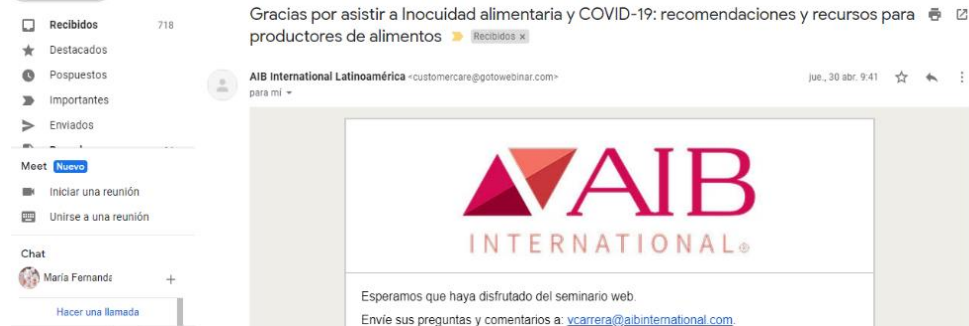 Recibidos 718
Destacados
Pospuestos
Importantes
Enviados
Meet Nuevo
Iniciar una reunión
Unirse a una reunión
Chat
María Fernanda
Hacer una llamada
Gracias por asistir a Inocuidad alimentaria y COVID-19: recomendaciones y recursos para
productores de alimentos Recibidos x
AIB International Latinoamérica <customercare@gotowebinar.com>
jue., 30 abr. 9:41
para mí
AIB
INTERNATIONAL
Esperamos que haya disfrutado del seminario web.
Envíe sus preguntas y comentarios a: vcarrera@aibinternational.com.